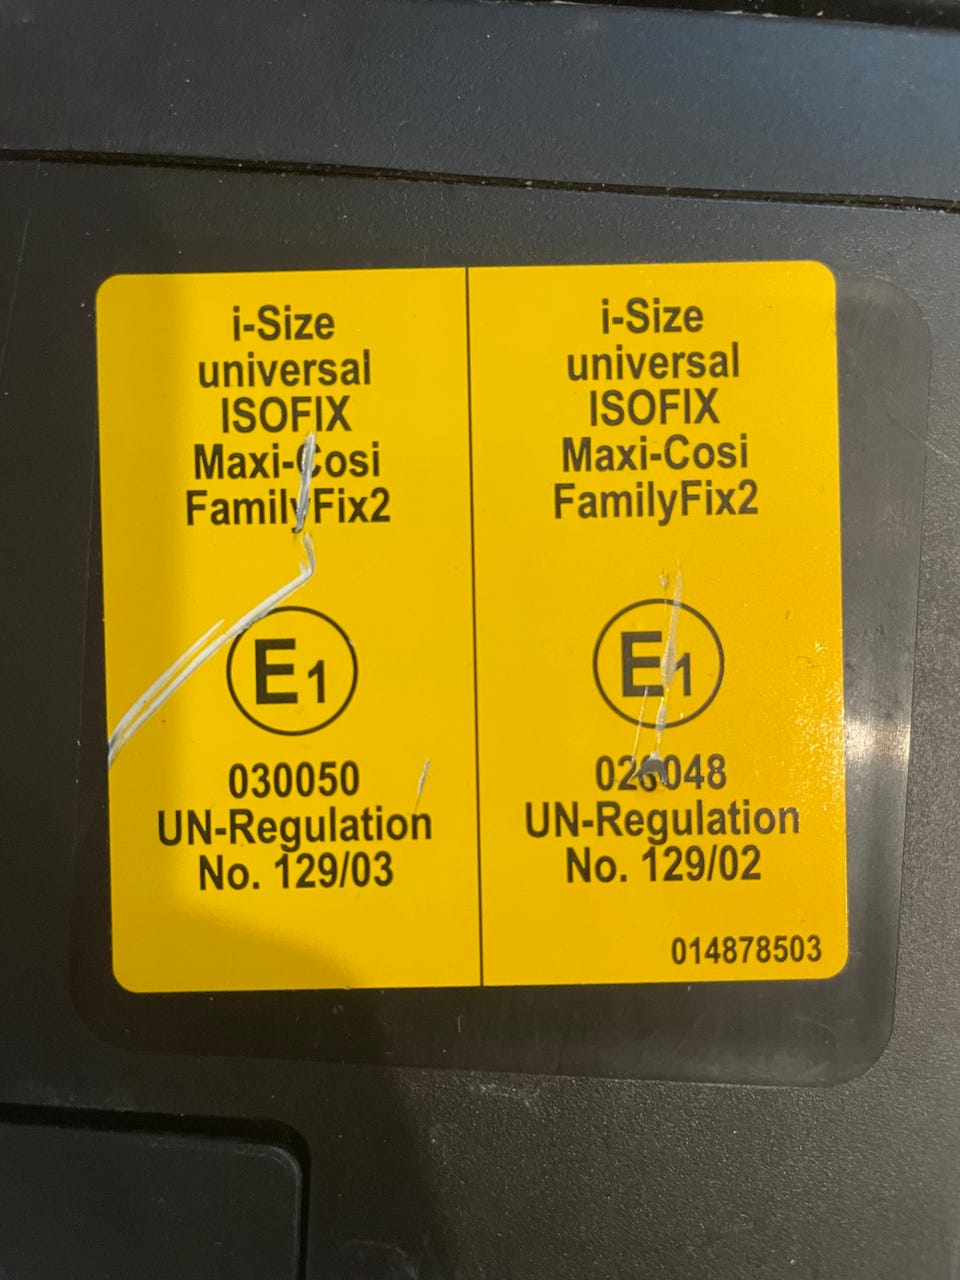 i-Size
universal
ISOFIX
Maxi-Cosi
FamilyFix2
E1
030050
UN-Regulation
No. 129/03
i-Size
universal
ISOFIX
Maxi-Cosi
FamilyFix2
E1
UN-Regulation
No. 129/02
014878503